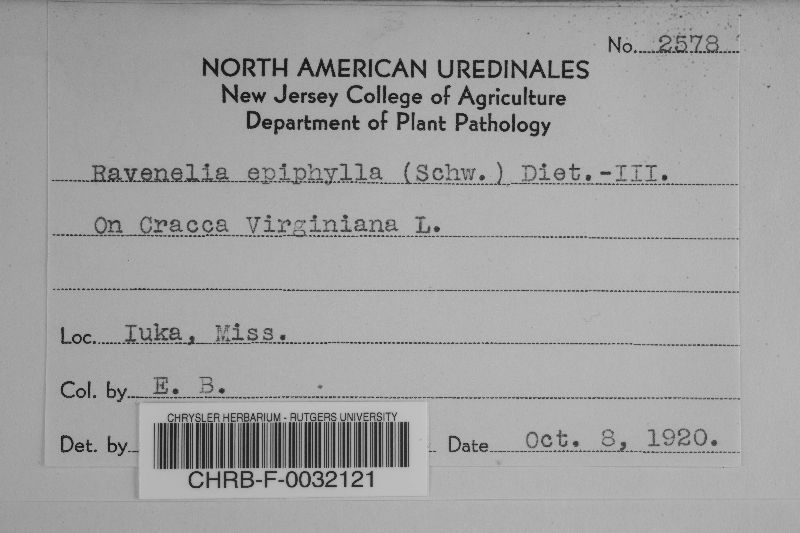 No. 2578
NORTH AMERICAN UREDINALES
New Jersey College of Agriculture
Department of Plant Pathology
Ravenelia epiphylla (Schw.) Diet.-III.
On Cracca Virginiana L.
Loc. Iuka, Miss.
Col. by E. B.
CHRYSLER HERBARIUM - RUTGERS UNIVERSITY
Det. by Date Oct. 8, 1920.
CHRB-F-0032121